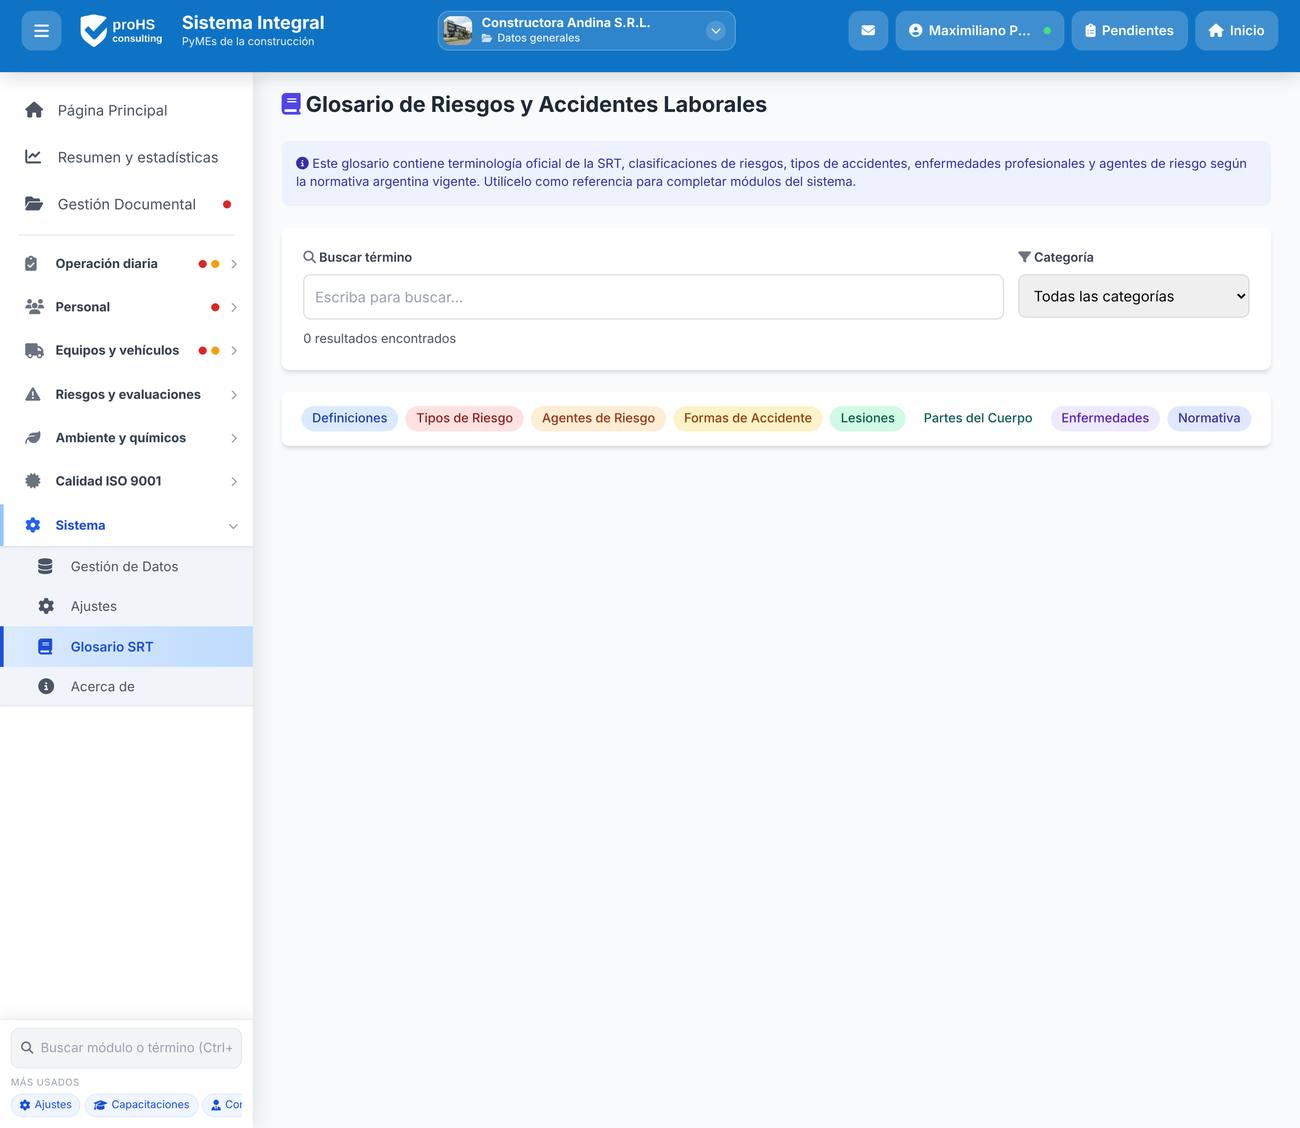 proHS
consulting
Sistema Integral
PyMEs de la construcción
Constructora Andina S.R.L.
Datos generales
Maximiliano P...
Pendientes
Inicio
Página Principal
Resumen y estadísticas
Gestión Documental
Operación diaria
Personal
Equipos y vehículos
Riesgos y evaluaciones
Ambiente y químicos
Calidad ISO 9001
Sistema
Gestión de Datos
Ajustes
Glosario SRT
Acerca de
Buscar módulo o término (Ctrl+
MÁS USADOS
Ajustes
Capacitaciones
Glosario de Riesgos y Accidentes Laborales
Este glosario contiene terminología oficial de la SRT, clasificaciones de riesgos, tipos de accidentes, enfermedades profesionales y agentes de riesgo según
la normativa argentina vigente. Utilícelo como referencia para completar módulos del sistema.
Buscar término
Categoría
Escriba para buscar...
Todas las categorías
0 resultados encontrados
Definiciones
Tipos de Riesgo
Agentes de Riesgo
Formas de Accidente
Lesiones
Partes del Cuerpo
Enfermedades
Normativa